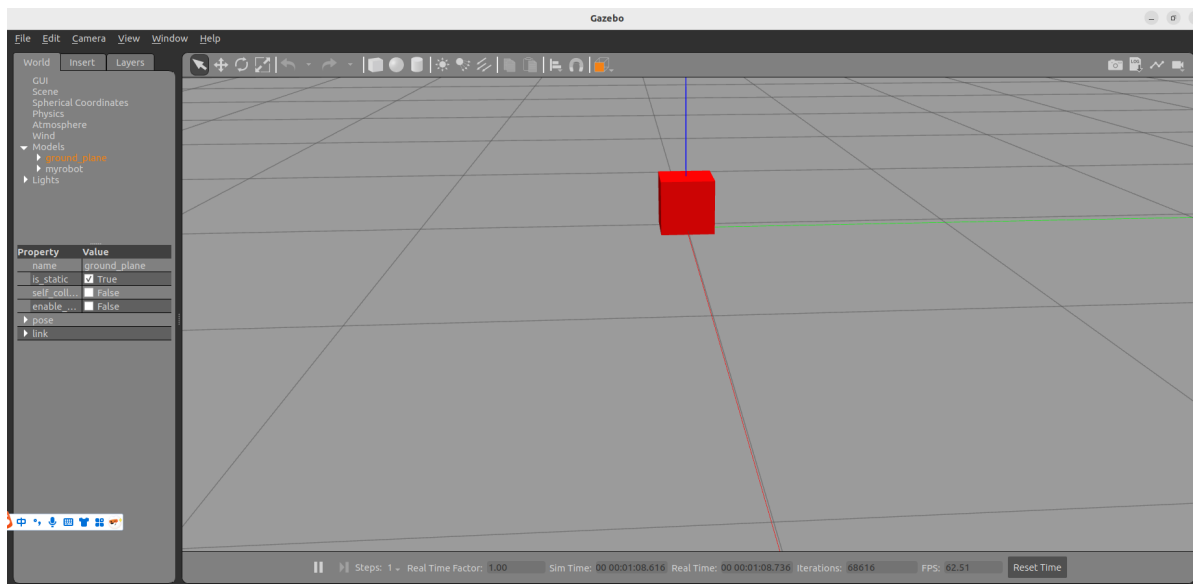 Gazebo
File Edit Camera View Window Help
World Insert Layers
GUI
Scene
Spherical Coordinates
Physics
Atmosphere
Wind
Models
ground_plane
myrobot
Lights
Property Value
name ground_plane
is_static True
self_coll... False
enable_... False
pose
link
中
Steps: 1 Real Time Factor: 1.00 Sim Time: 00 00:01:08.616 Real Time: 00 00:01:08.736 Iterations: 68616 FPS: 62.51 Reset Time